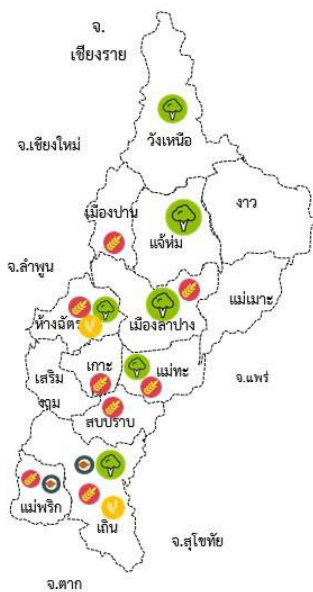 จ.
เชียงราย
วังเหนือ
จ.เชียงใหม่
เมืองปาน
งาว
แจ้ห่ม
จ.ลำพูน
แม่เมาะ
ห้างฉัตร
เมืองลำปาง
เกาะ
แม่ทะ
เสริม
งาม
จ.แพร่
สบปราบ
แม่พริก
เถิน
จ.สุโขทัย
จ.ตาก